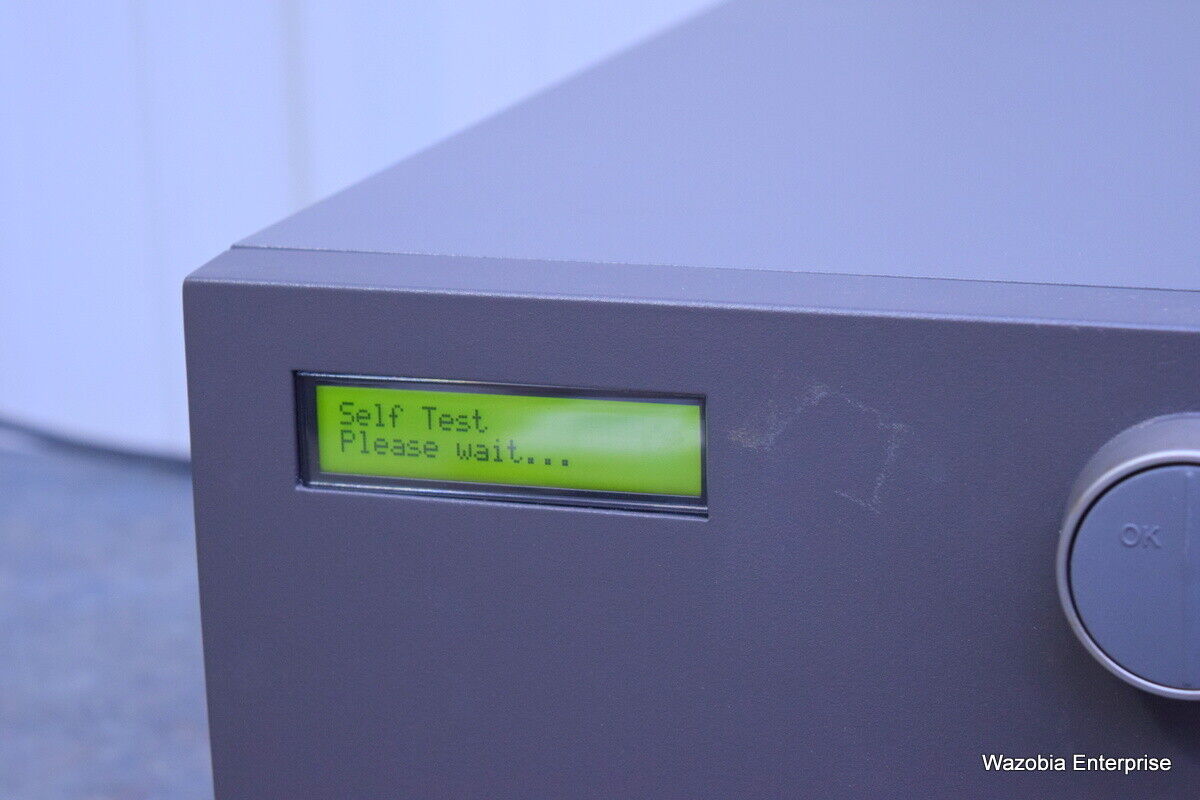 Self Test
Please wait...
OK
Wazobia Enterprise